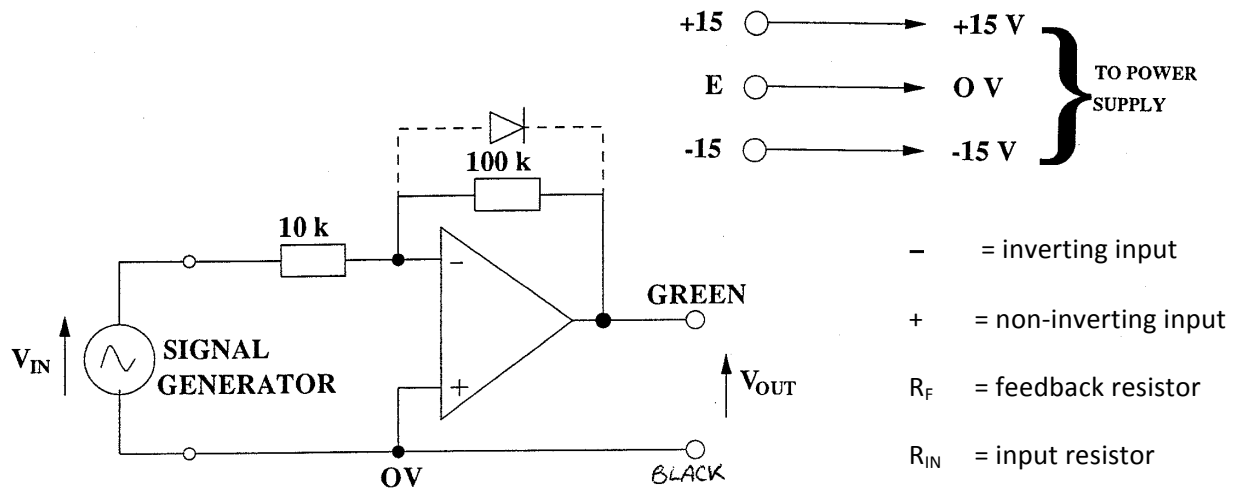 +15 +15 V
E O V
-15 -15 V
TO POWER
SUPPLY
100 k
10 k
−
+
GREEN
V_IN
SIGNAL
GENERATOR
V_OUT
OV
BLACK
− = inverting input
+ = non-inverting input
R_F = feedback resistor
R_IN = input resistor